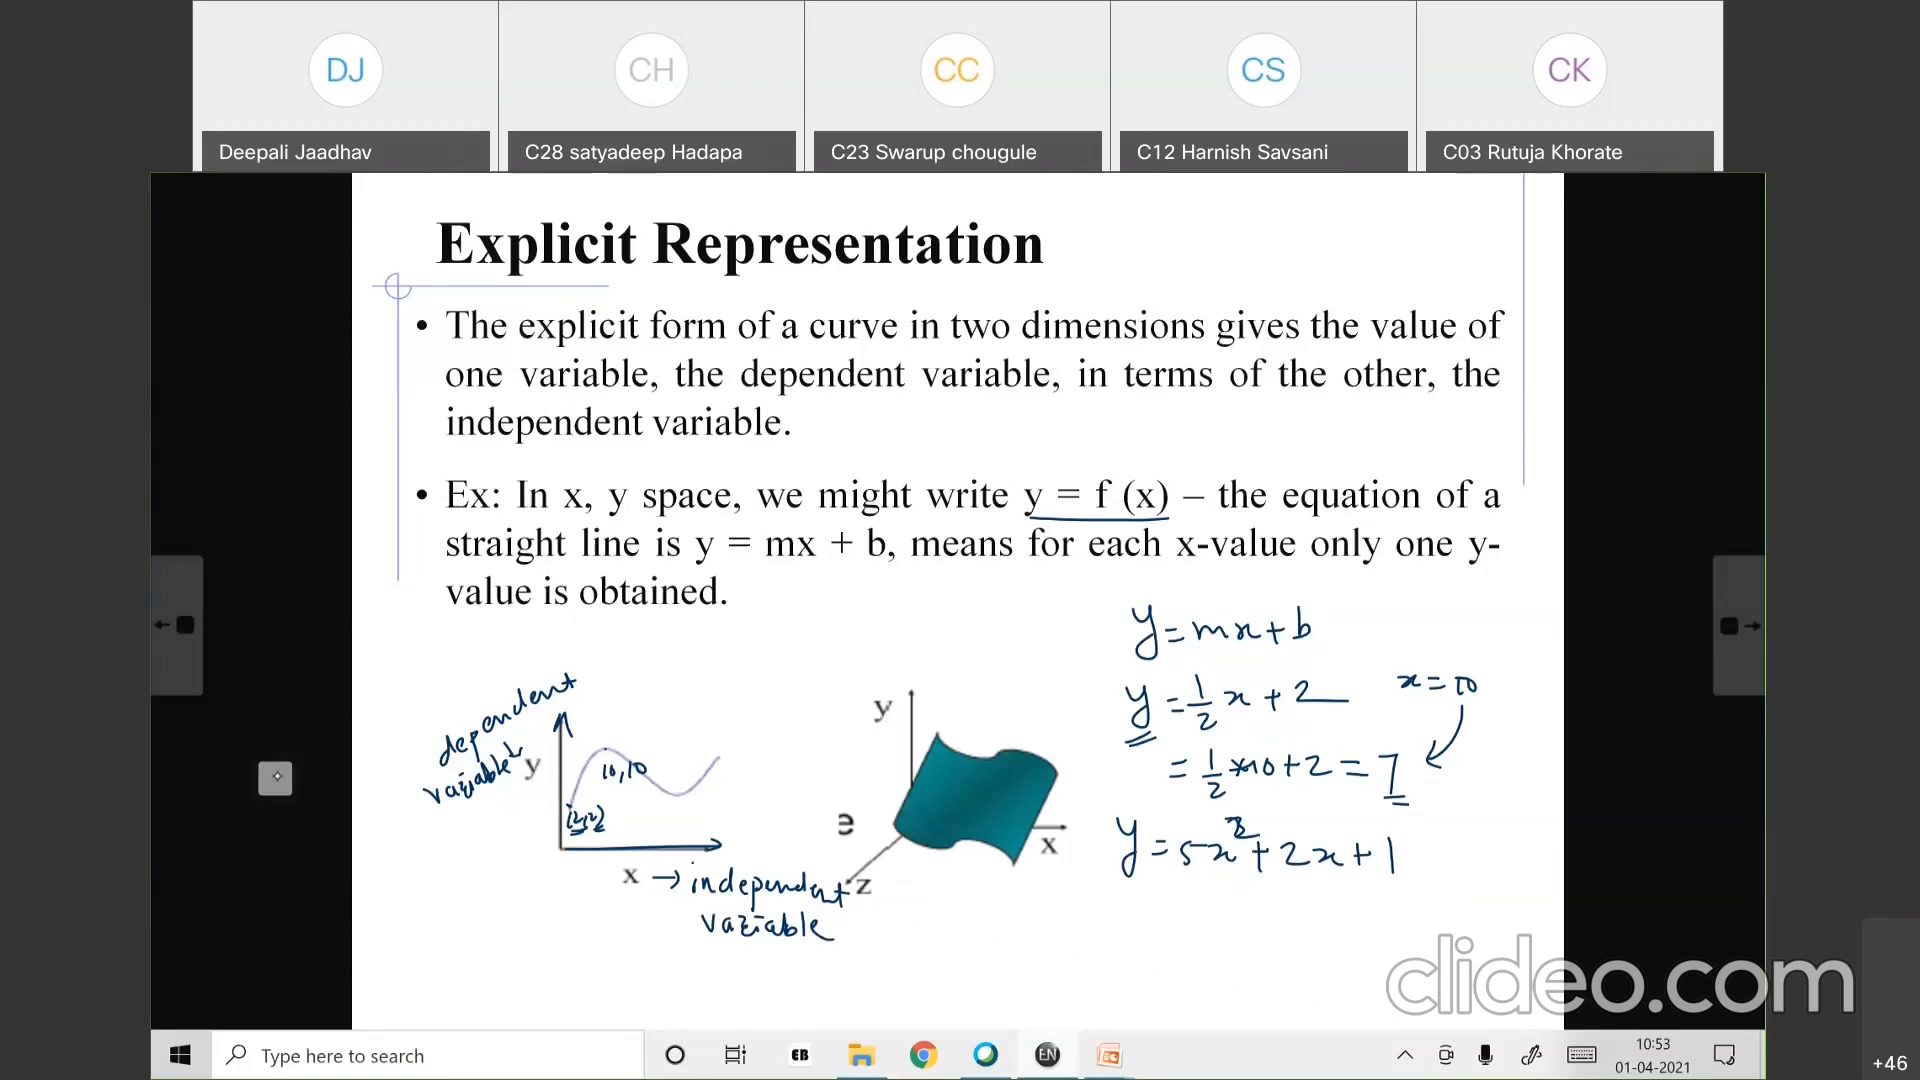 DJ
CH
CC
CS
CK
Deepali Jaadhav
C28 satyadeep Hadapa
C23 Swarup chougule
C12 Harnish Savsani
C03 Rutuja Khorate
Explicit Representation
• The explicit form of a curve in two dimensions gives the value of
one variable, the dependent variable, in terms of the other, the
independent variable.
• Ex: In x, y space, we might write y = f (x) – the equation of a
straight line is y = mx + b, means for each x-value only one y-
value is obtained.
y = mx + b
y = 1/2 x + 2
x = 10
= 1/2 × 10 + 2 = 7
dependent
variable
y
10,10
(2,2)
x → independent
variable
y
e
x
z
+ 2x + 1
clideo.com
Type here to search
EB
EN
10:53
01-04-2021
+46